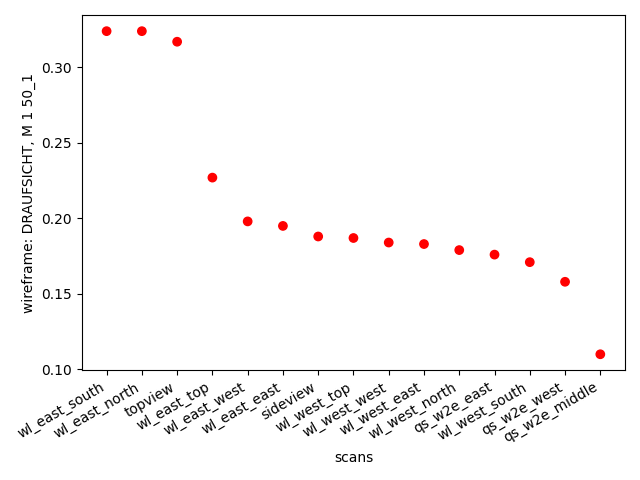 wireframe: DRAUFSICHT, M 1 50_1
0.30
0.25
0.20
0.15
0.10
wl_east_south
wl_east_north
topview
wl_east_top
wl_east_west
wl_east_east
sideview
wl_west_top
wl_west_west
wl_west_east
wl_west_north
qs_w2e_east
wl_west_south
qs_w2e_west
qs_w2e_middle
scans